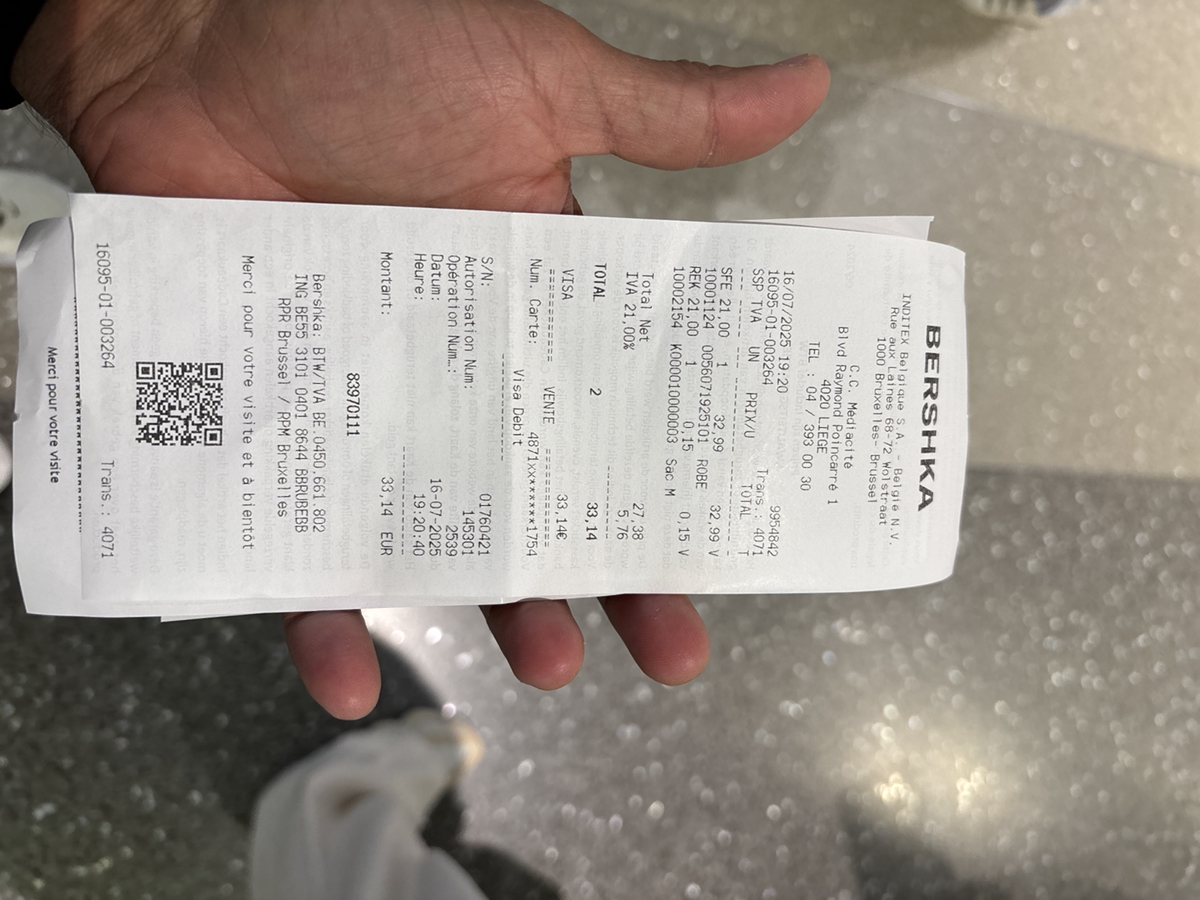 BERSHKA
INDITEX Belgique S.A. - België N.V.
Rue aux Laines 68-72 Wolstraat
1000 Bruxelles- Brussel
C.C. Médiacité
Blvd Raymond Poincarré 1
4020 LIEGE
TEL : 04 / 393 00 30
9954842
16/07/2025 19:20
16095-01-003264 Trans.: 4071
SSP TVA UN PRIX/U TOTAL T
SFE 21,00 1 32,99 32,99 V
10001124 0056071925101 ROBE
REK 21,00 1 0,15 0,15 V
10002154 K0000100000003 Sac M
Total Net 27,38
IVA 21,00% 5,76
TOTAL 2 33,14
VISA 33,14€
=========== VENTE ===========
Num. Carte: 4871xxx*****1754
Visa Debit
S/N: 01760421
Autorisation Num: 145301
Opération Num.: 2539
Datum: 16-07-2025
Heure: 19:20:40
Montant: 33,14 EUR
83970111
Bershka: BTW/TVA BE.0450.661.802
ING BE55 3101 0401 8644 BBRUBEBB
RPR Brussel / RPM Bruxelles
Merci pour votre visite et à bientôt
16095-01-003264 Trans.: 4071
Merci pour votre visite